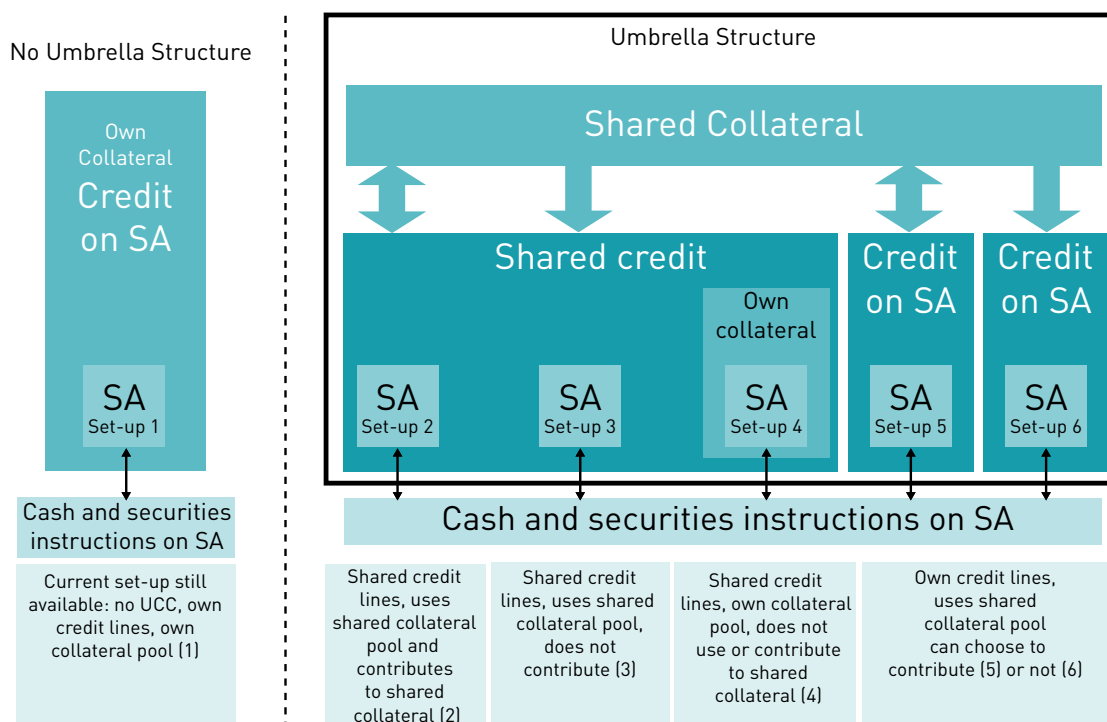 No Umbrella Structure
Own
Collateral
Credit
on SA
SA
Set-up 1
Cash and securities
instructions on SA
Current set-up still
available: no UCC, own
credit lines, own
collateral pool (1)
Umbrella Structure
Shared Collateral
Shared credit
Credit
on SA
Credit
on SA
Own
collateral
SA
Set-up 2
SA
Set-up 3
SA
Set-up 4
SA
Set-up 5
SA
Set-up 6
Cash and securities instructions on SA
Shared credit
lines, uses
shared collateral
pool and
contributes
to shared
collateral (2)
Shared credit
lines, uses shared
collateral pool,
does not
contribute (3)
Shared credit
lines, own collateral
pool, does not
use or contribute
to shared
collateral (4)
Own credit lines,
uses shared
collateral pool
can choose to
contribute (5) or not (6)